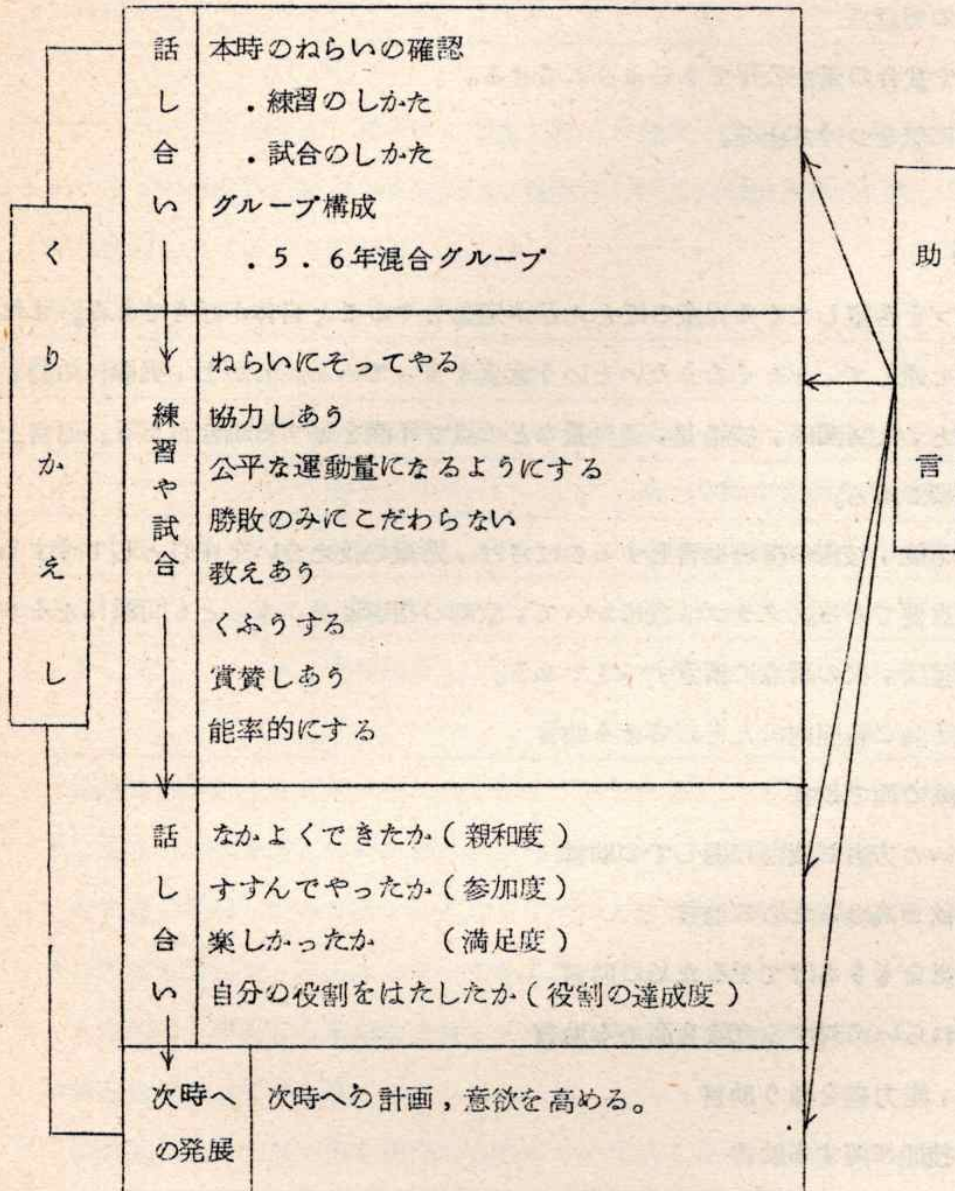 話し合い
本時のねらいの確認
．練習のしかた
．試合のしかた
グループ構成
．５．６年混合グループ
練習や試合
ねらいにそってやる
協力しあう
公平な運動量になるようにする
勝敗のみにこだわらない
教えあう
くふうする
賞賛しあう
能率的にする
話し合い
なかよくできたか（親和度）
すすんでやったか（参加度）
楽しかったか　　（満足度）
自分の役割をはたしたか（役割の達成度）
次時へ
の発展
次時への計画，意欲を高める。
くりかえし
助言